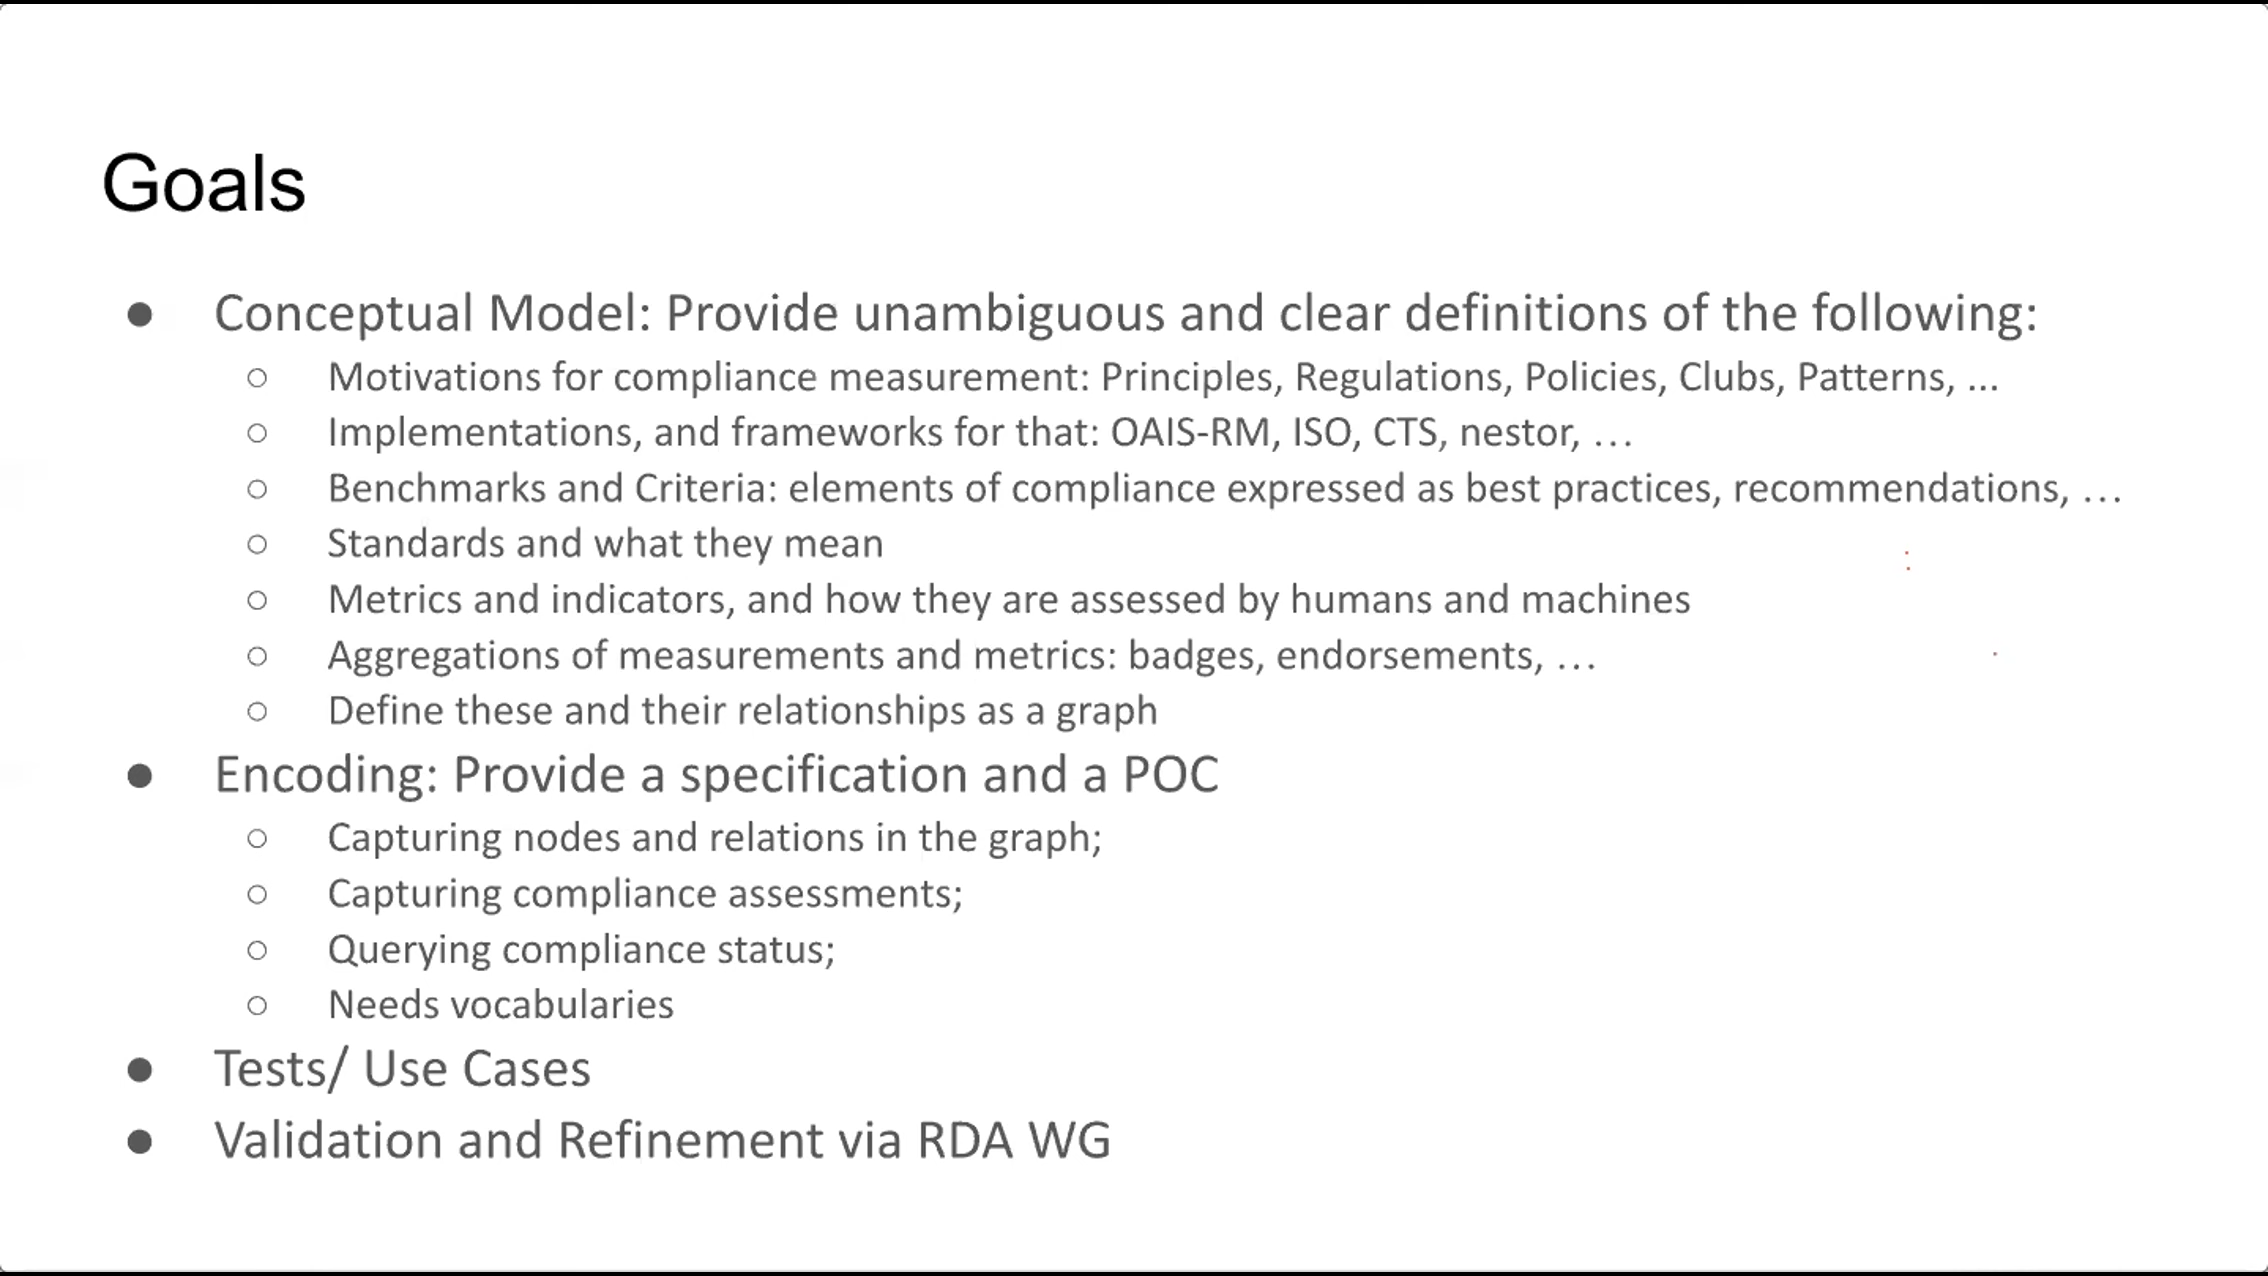 Goals
● Conceptual Model: Provide unambiguous and clear definitions of the following:
○ Motivations for compliance measurement: Principles, Regulations, Policies, Clubs, Patterns, ...
○ Implementations, and frameworks for that: OAIS-RM, ISO, CTS, nestor, …
○ Benchmarks and Criteria: elements of compliance expressed as best practices, recommendations, …
○ Standards and what they mean
○ Metrics and indicators, and how they are assessed by humans and machines
○ Aggregations of measurements and metrics: badges, endorsements, …
○ Define these and their relationships as a graph
● Encoding: Provide a specification and a POC
○ Capturing nodes and relations in the graph;
○ Capturing compliance assessments;
○ Querying compliance status;
○ Needs vocabularies
● Tests/ Use Cases
● Validation and Refinement via RDA WG